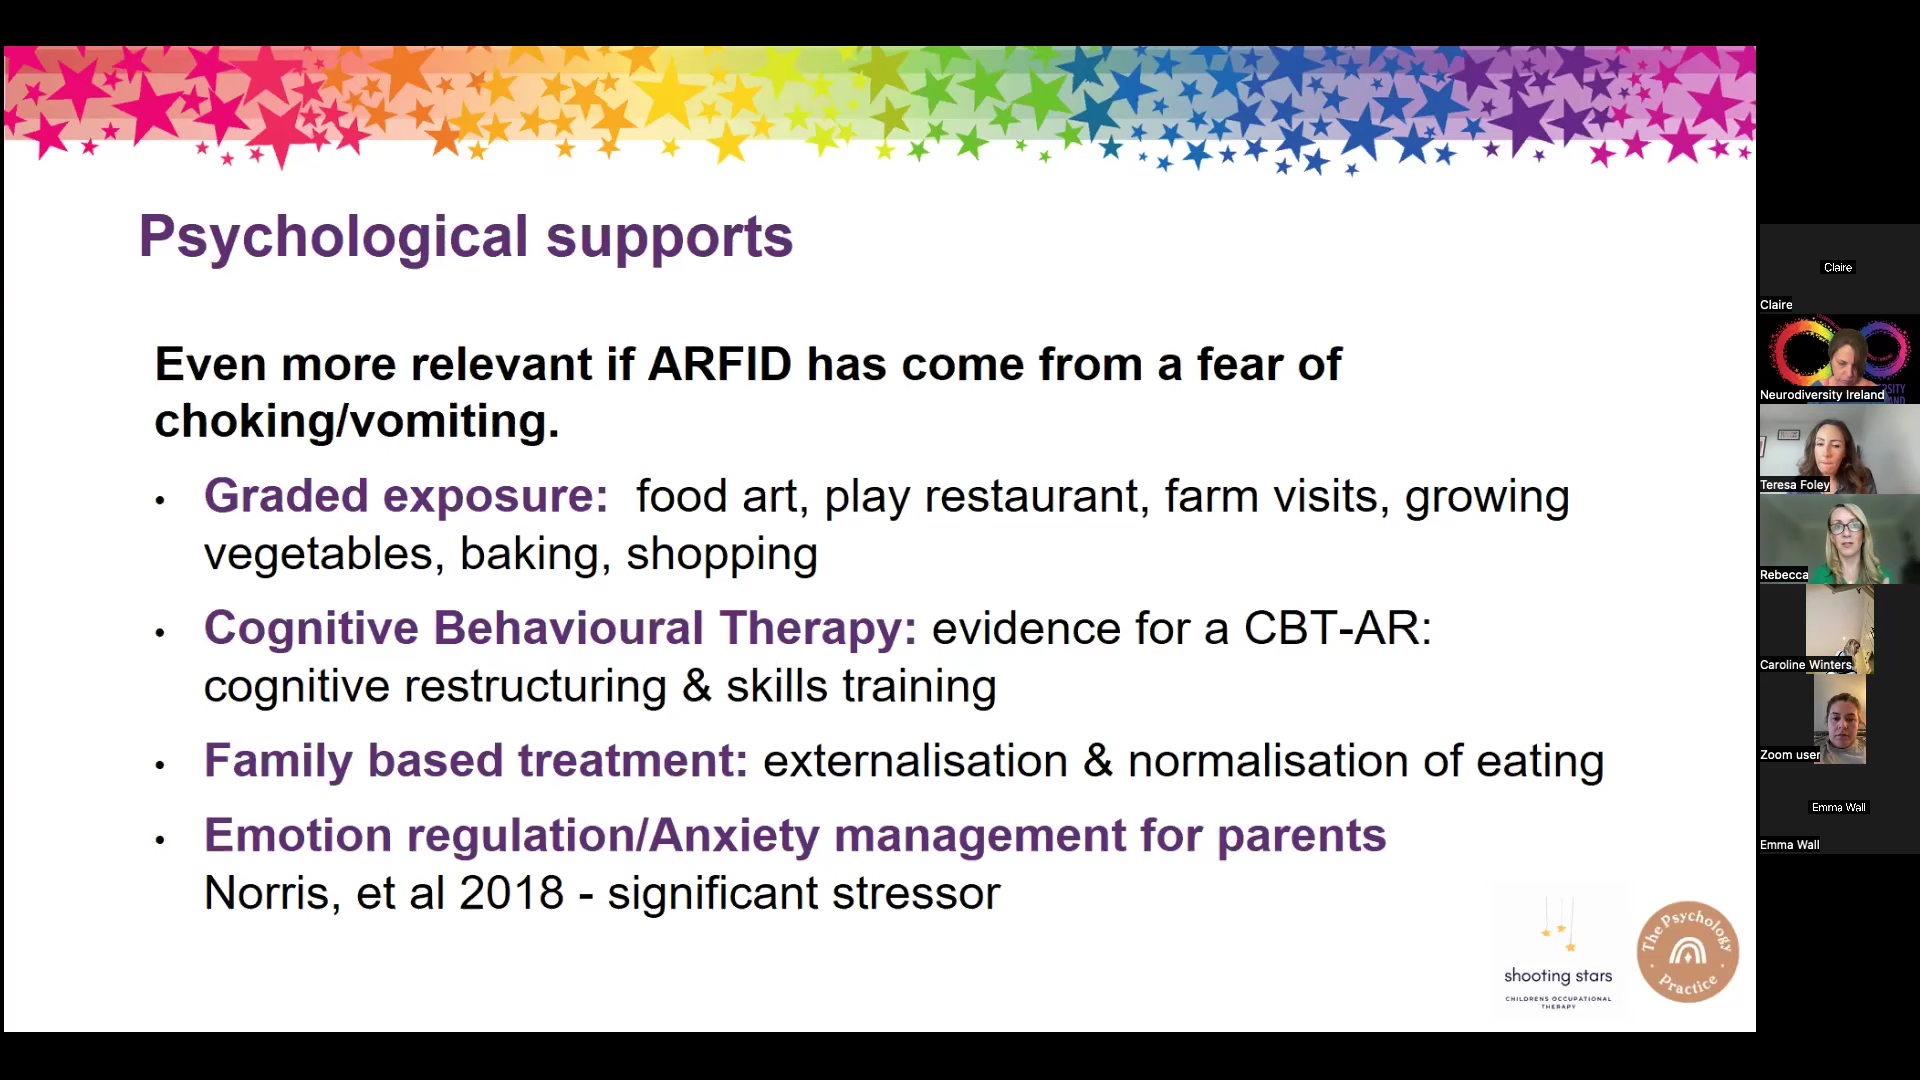 Psychological supports
Even more relevant if ARFID has come from a fear of
choking/vomiting.
• Graded exposure: food art, play restaurant, farm visits, growing
vegetables, baking, shopping
• Cognitive Behavioural Therapy: evidence for a CBT-AR:
cognitive restructuring & skills training
• Family based treatment: externalisation & normalisation of eating
• Emotion regulation/Anxiety management for parents
Norris, et al 2018 - significant stressor
shooting stars
CHILDRENS OCCUPATIONAL
THERAPY
The Psychology
Practice
Claire
Claire
Neurodiversity Ireland
Teresa Foley
Rebecca
Caroline Winters
Zoom user
Emma Wall
Emma Wall